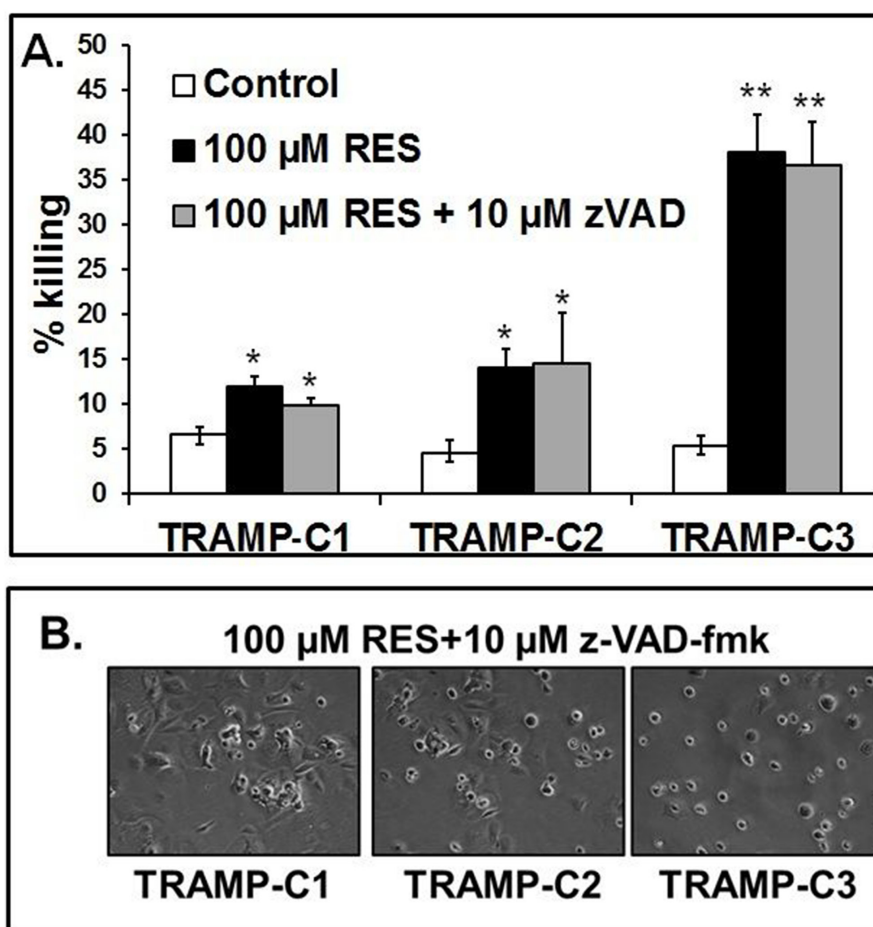 A.
50
45
40
35
30
25
20
15
10
5
0
% killing
Control
100 µM RES
100 µM RES + 10 µM zVAD
*
*
*
*
**
**
TRAMP-C1
TRAMP-C2
TRAMP-C3
B.
100 µM RES+10 µM z-VAD-fmk
TRAMP-C1
TRAMP-C2
TRAMP-C3